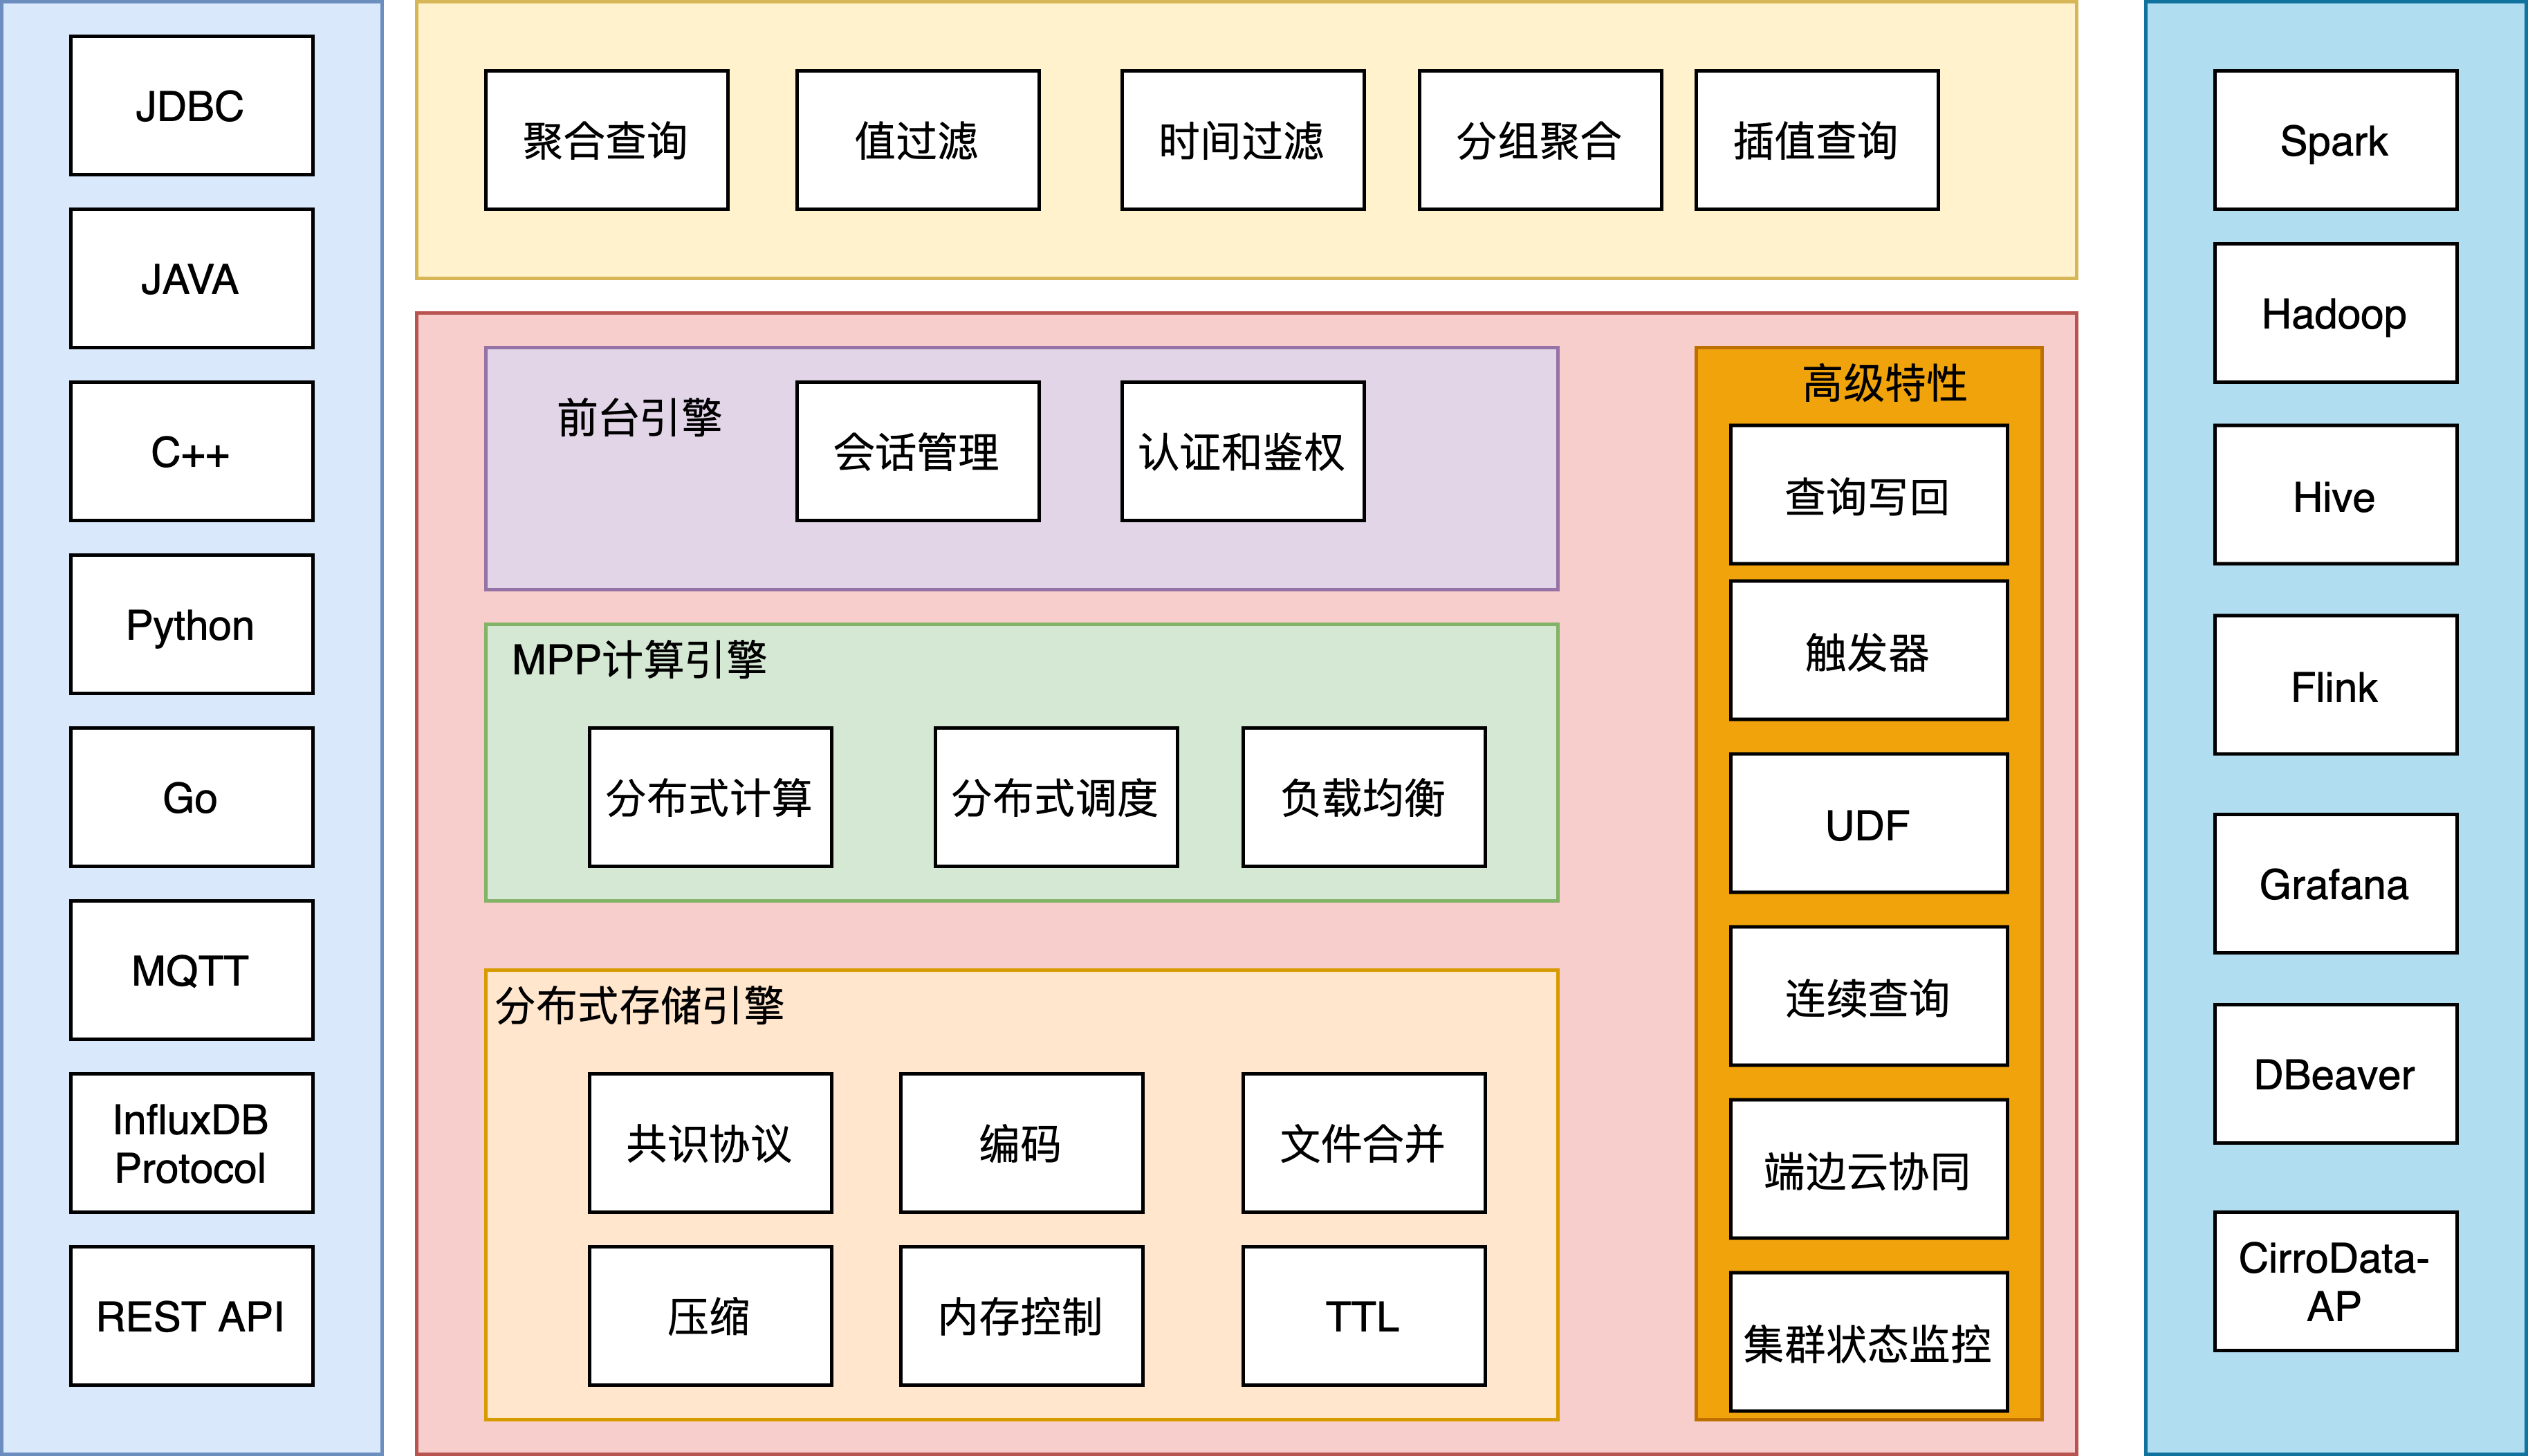 JDBC
JAVA
C++
Python
Go
MQTT
InfluxDB
Protocol
REST API
聚合查询
值过滤
时间过滤
分组聚合
插值查询
前台引擎
会话管理
认证和鉴权
MPP计算引擎
分布式计算
分布式调度
负载均衡
分布式存储引擎
共识协议
编码
文件合并
压缩
内存控制
TTL
高级特性
查询写回
触发器
UDF
连续查询
端边云协同
集群状态监控
Spark
Hadoop
Hive
Flink
Grafana
DBeaver
CirroData-
AP